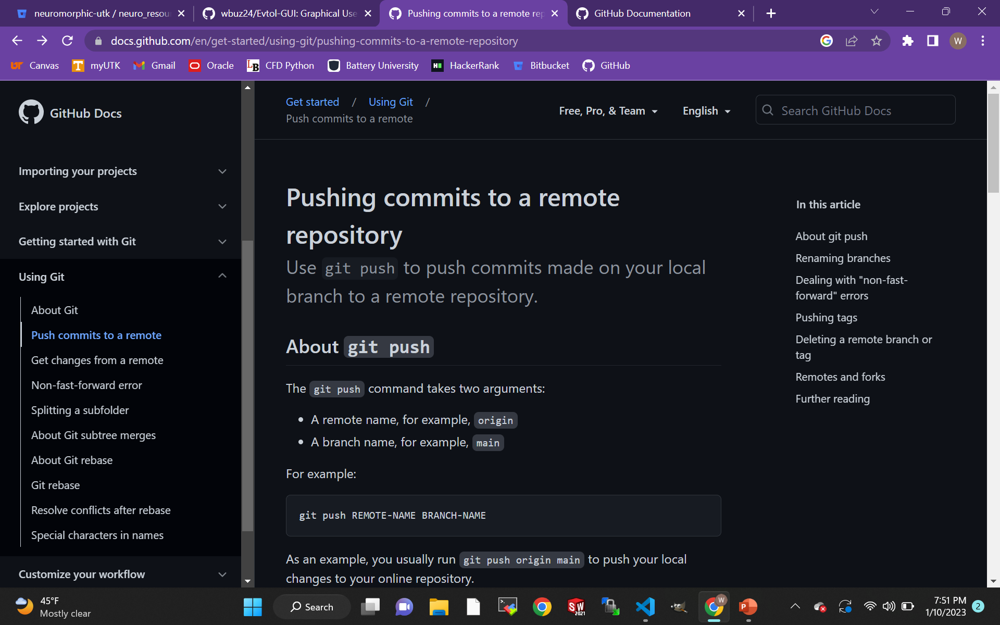 neuromorphic-utk / neuro_resou
wbuz24/Evtol-GUI: Graphical Use
Pushing commits to a remote rep
GitHub Documentation
docs.github.com/en/get-started/using-git/pushing-commits-to-a-remote-repository
W
Canvas
T myUTK
Gmail
Oracle
LB CFD Python
Battery University
H HackerRank
Bitbucket
GitHub
GitHub Docs
Importing your projects
Explore projects
Getting started with Git
Using Git
About Git
Push commits to a remote
Get changes from a remote
Non-fast-forward error
Splitting a subfolder
About Git subtree merges
About Git rebase
Git rebase
Resolve conflicts after rebase
Special characters in names
Customize your workflow
Get started / Using Git /
Push commits to a remote
Free, Pro, & Team
English
Search GitHub Docs
Pushing commits to a remote
repository
Use git push to push commits made on your local
branch to a remote repository.
About git push
The git push command takes two arguments:
• A remote name, for example, origin
• A branch name, for example, main
For example:
git push REMOTE-NAME BRANCH-NAME
As an example, you usually run git push origin main to push your local
changes to your online repository.
In this article
About git push
Renaming branches
Dealing with "non-fast-
forward" errors
Pushing tags
Deleting a remote branch or
tag
Remotes and forks
Further reading
45°F
Mostly clear
Search
SW
2021
W
P
7:51 PM
1/10/2023
2